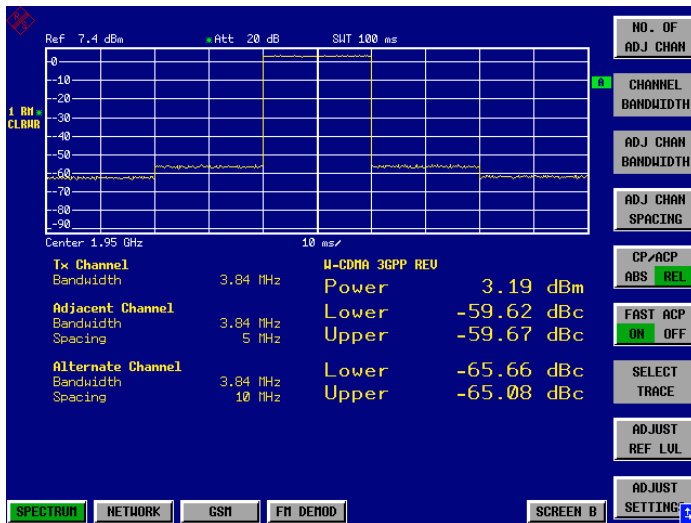 Ref 7.4 dBm *Att 20 dB SWT 100 ms
0
-10
-20
-30
-40
-50
-60
-70
-80
-90
1 RM *
CLRWR
A
Center 1.95 GHz 10 ms/
Tx Channel W-CDMA 3GPP REV
Bandwidth 3.84 MHz Power 3.19 dBm
Adjacent Channel Lower -59.62 dBc
Bandwidth 3.84 MHz Upper -59.67 dBc
Spacing 5 MHz
Alternate Channel Lower -65.66 dBc
Bandwidth 3.84 MHz Upper -65.08 dBc
Spacing 10 MHz
NO. OF
ADJ CHAN
CHANNEL
BANDWIDTH
ADJ CHAN
BANDWIDTH
ADJ CHAN
SPACING
CP/ACP
ABS REL
FAST ACP
ON OFF
SELECT
TRACE
ADJUST
REF LVL
ADJUST
SETTINGS
SPECTRUM NETWORK GSM FM DEMOD SCREEN B